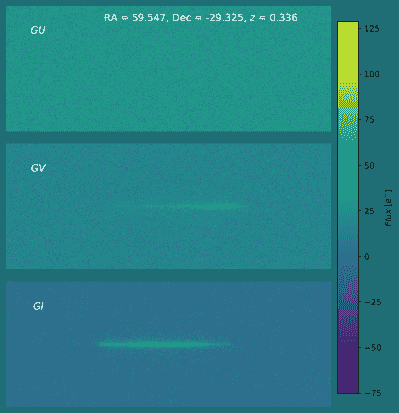 RA = 59.547, Dec = -29.325, z = 0.336
GU
GV
GI
125
100
75
50
25
0
−25
−50
−75
Flux [e⁻]